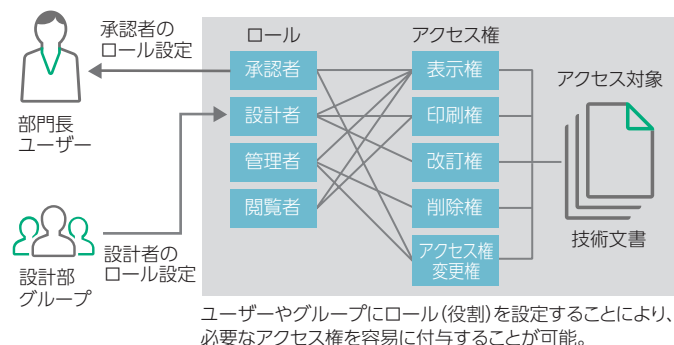 承認者の
ロール設定
部門長
ユーザー
設計部
グループ
設計者の
ロール設定
ロール
承認者
設計者
管理者
閲覧者
アクセス権
表示権
印刷権
改訂権
削除権
アクセス権
変更権
アクセス対象
技術文書
ユーザーやグループにロール(役割)を設定することにより、
必要なアクセス権を容易に付与することが可能。